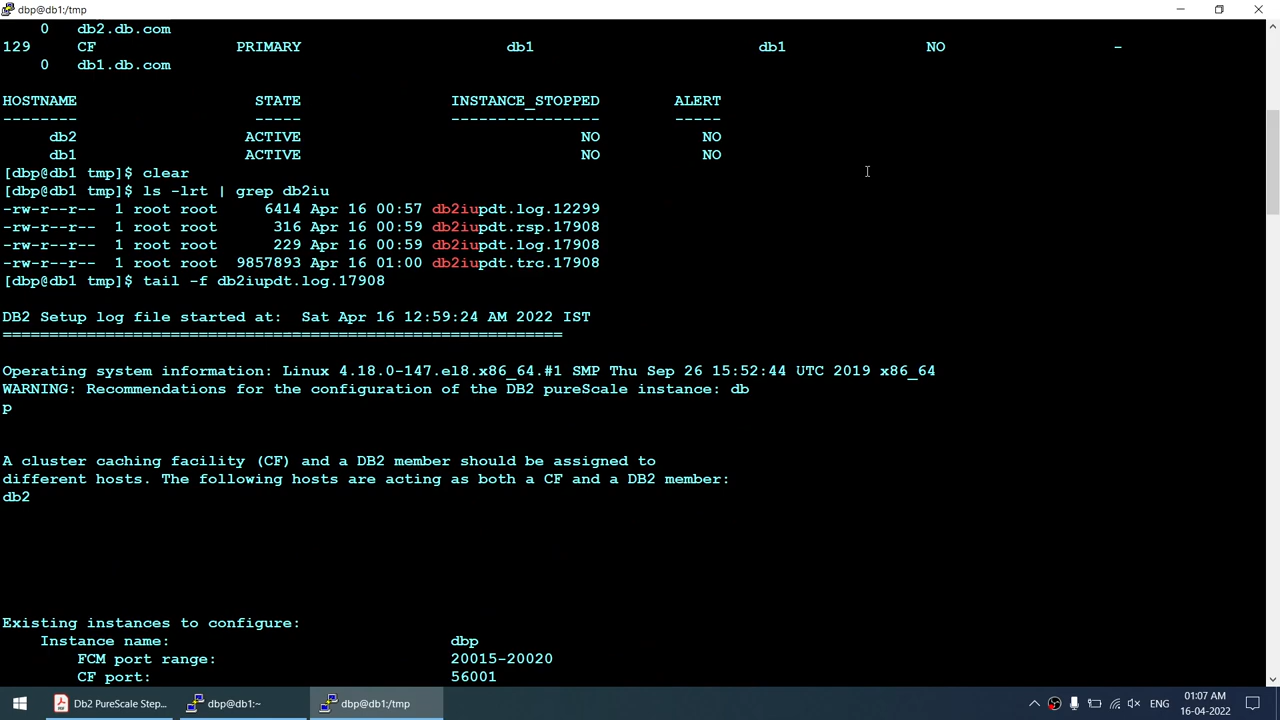 dbp@db1:/tmp
0 db2.db.com
129 CF PRIMARY db1 db1 NO -
0 db1.db.com
HOSTNAME STATE INSTANCE_STOPPED ALERT
-------- ----- ---------------- -----
db2 ACTIVE NO NO
db1 ACTIVE NO NO
[dbp@db1 tmp]$ clear
[dbp@db1 tmp]$ ls -lrt | grep db2iu
-rw-r--r-- 1 root root 6414 Apr 16 00:57 db2iupdt.log.12299
-rw-r--r-- 1 root root 316 Apr 16 00:59 db2iupdt.rsp.17908
-rw-r--r-- 1 root root 229 Apr 16 00:59 db2iupdt.log.17908
-rw-r--r-- 1 root root 9857893 Apr 16 01:00 db2iupdt.trc.17908
[dbp@db1 tmp]$ tail -f db2iupdt.log.17908
DB2 Setup log file started at: Sat Apr 16 12:59:24 AM 2022 IST
============================================================
Operating system information: Linux 4.18.0-147.el8.x86_64.#1 SMP Thu Sep 26 15:52:44 UTC 2019 x86_64
WARNING: Recommendations for the configuration of the DB2 pureScale instance: db
p
A cluster caching facility (CF) and a DB2 member should be assigned to
different hosts. The following hosts are acting as both a CF and a DB2 member:
db2
Existing instances to configure:
Instance name: dbp
FCM port range: 20015-20020
CF port: 56001
Db2 PureScale Step...
dbp@db1:~
dbp@db1:/tmp
ENG
01:07 AM
16-04-2022